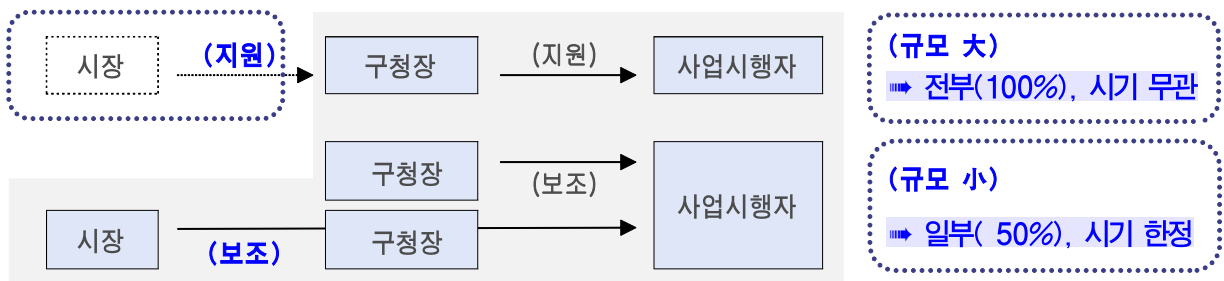 시장 (지원) 구청장 (지원) 사업시행자
(규모 大)
➠ 전부(100%), 시기 무관
구청장 (보조) 사업시행자
시장 (보조) 구청장
(규모 小)
➠ 일부( 50%), 시기 한정